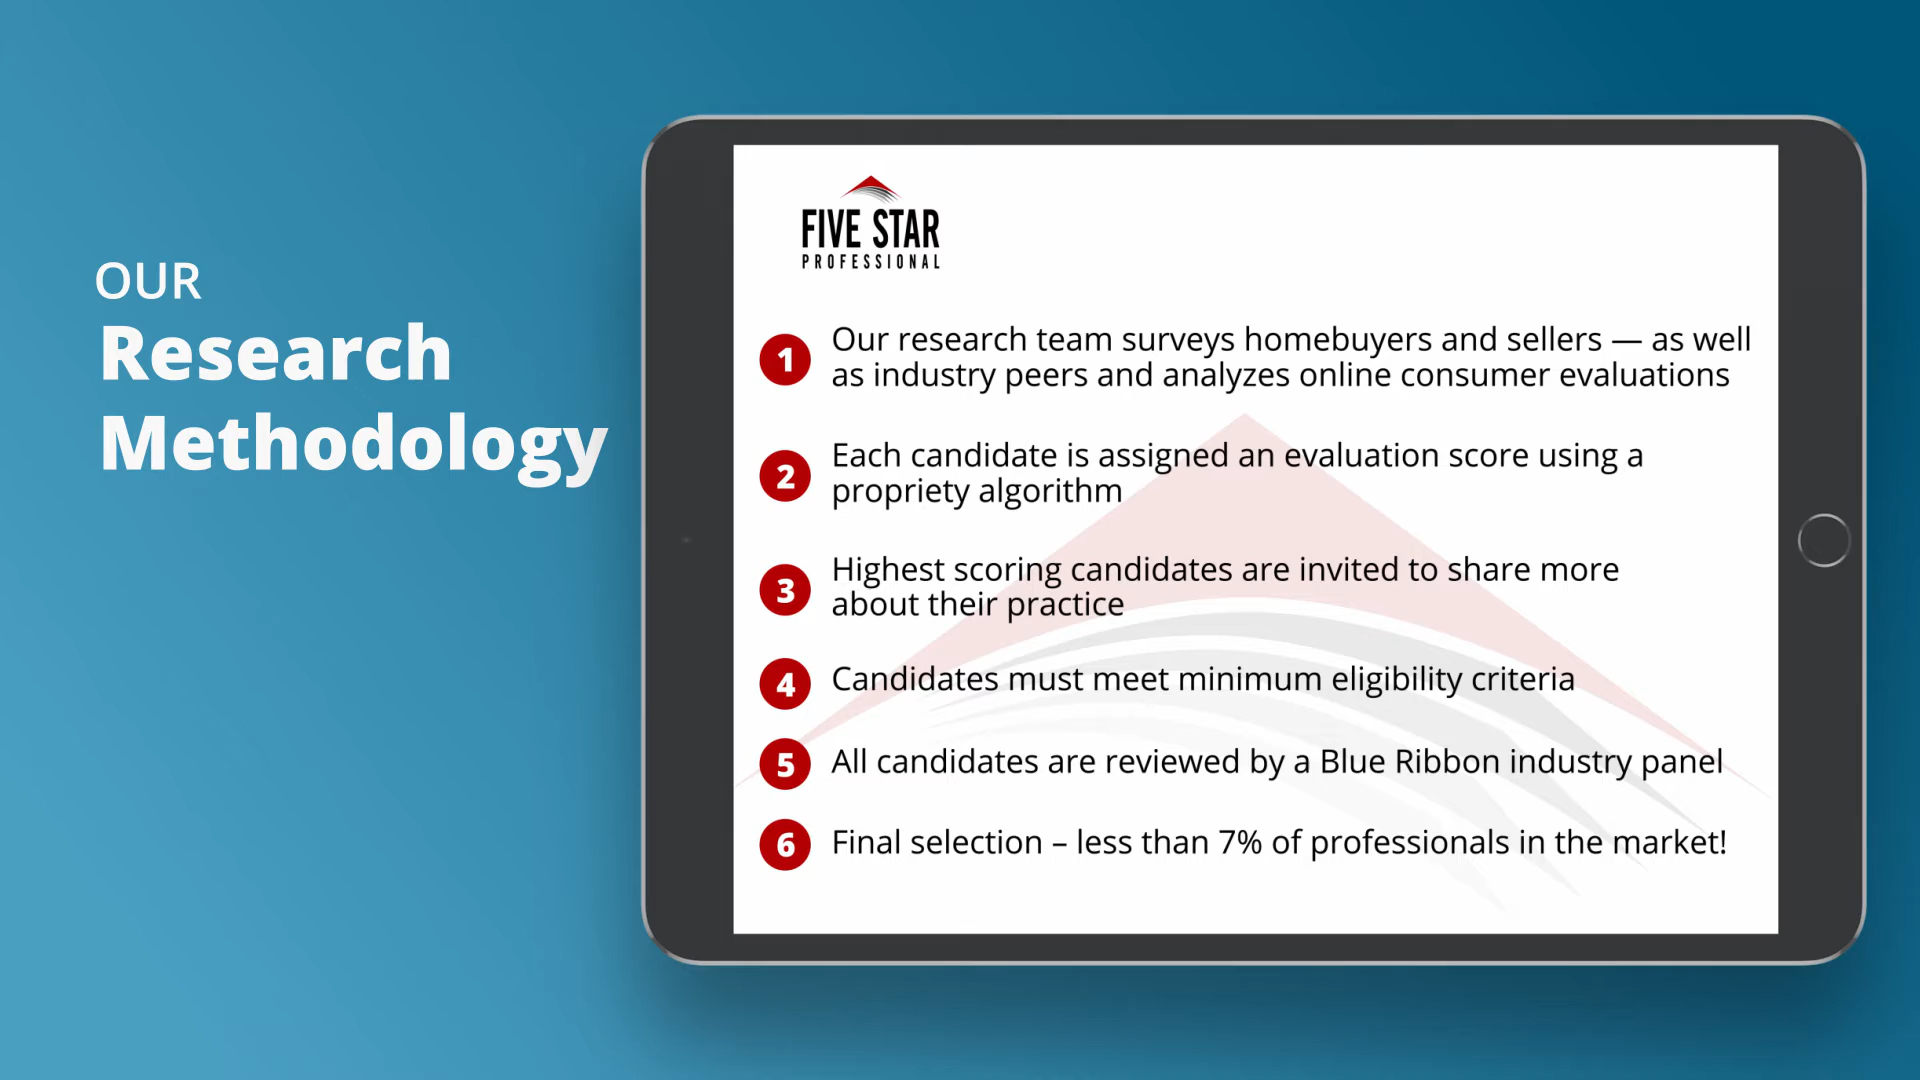 OUR
Research
Methodology
FIVE STAR
PROFESSIONAL
1 Our research team surveys homebuyers and sellers — as well
as industry peers and analyzes online consumer evaluations
2 Each candidate is assigned an evaluation score using a
propriety algorithm
3 Highest scoring candidates are invited to share more
about their practice
4 Candidates must meet minimum eligibility criteria
5 All candidates are reviewed by a Blue Ribbon industry panel
6 Final selection – less than 7% of professionals in the market!